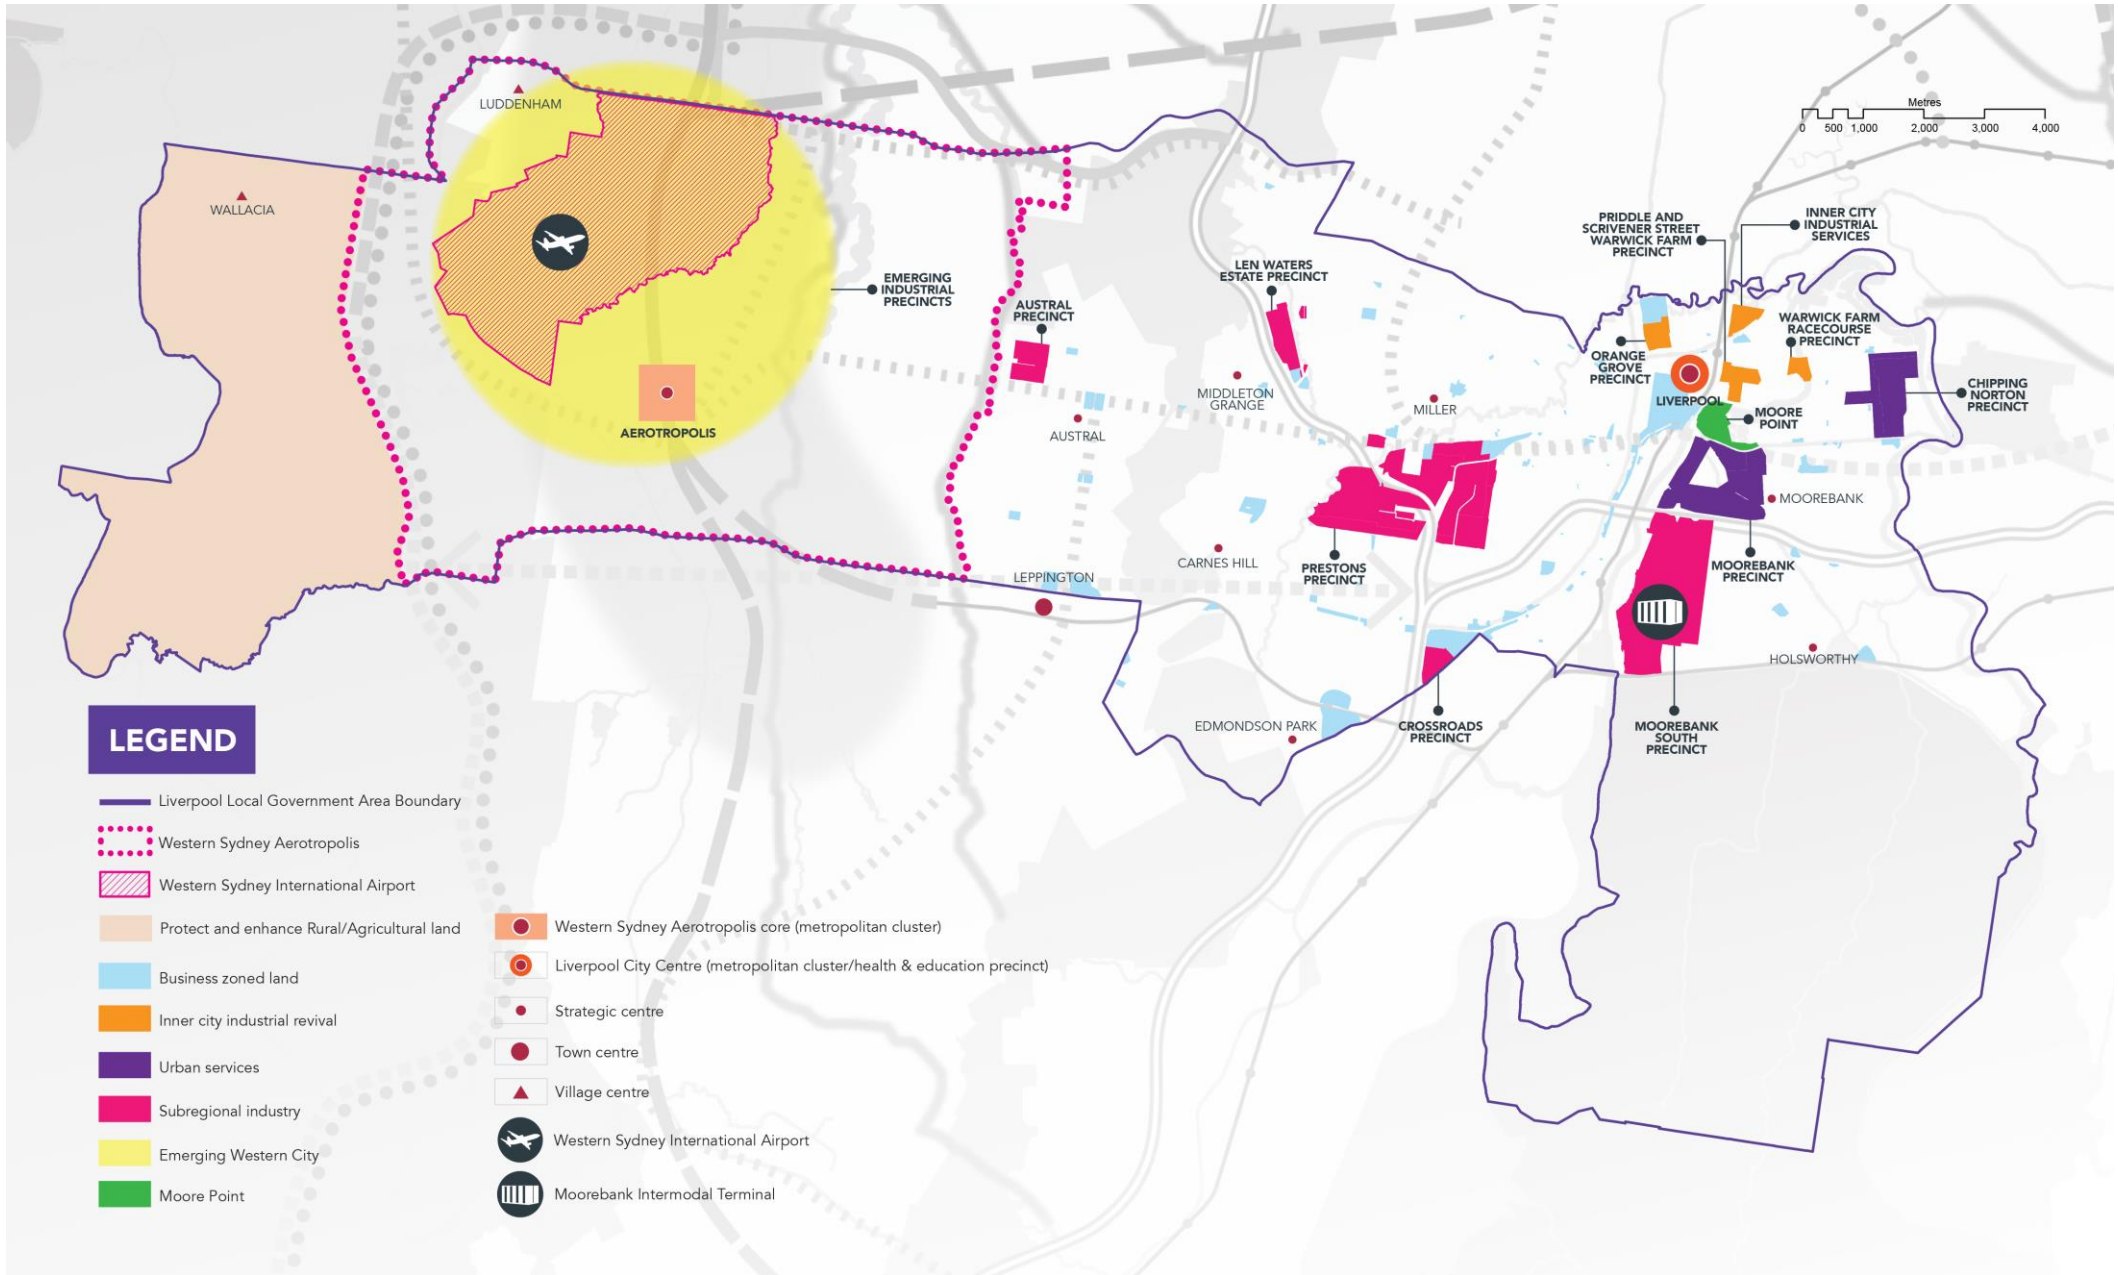 Metres
0 500 1,000 2,000 3,000 4,000
LUDDENHAM
WALLACIA
AEROTROPOLIS
EMERGING
INDUSTRIAL
PRECINCTS
AUSTRAL
PRECINCT
AUSTRAL
LEPPINGTON
LEN WATERS
ESTATE PRECINCT
MIDDLETON
GRANGE
MILLER
CARNES HILL
PRESTONS
PRECINCT
EDMONDSON PARK
CROSSROADS
PRECINCT
PRIDDLE AND
SCRIVENER STREET
WARWICK FARM
PRECINCT
INNER CITY
INDUSTRIAL
SERVICES
WARWICK FARM
RACECOURSE
PRECINCT
ORANGE
GROVE
PRECINCT
LIVERPOOL
MOORE
POINT
CHIPPING
NORTON
PRECINCT
MOOREBANK
MOOREBANK
PRECINCT
HOLSWORTHY
MOOREBANK
SOUTH
PRECINCT
LEGEND
Liverpool Local Government Area Boundary
Western Sydney Aerotropolis
Western Sydney International Airport
Protect and enhance Rural/Agricultural land
Business zoned land
Inner city industrial revival
Urban services
Subregional industry
Emerging Western City
Moore Point
Western Sydney Aerotropolis core (metropolitan cluster)
Liverpool City Centre (metropolitan cluster/health & education precinct)
Strategic centre
Town centre
Village centre
Western Sydney International Airport
Moorebank Intermodal Terminal